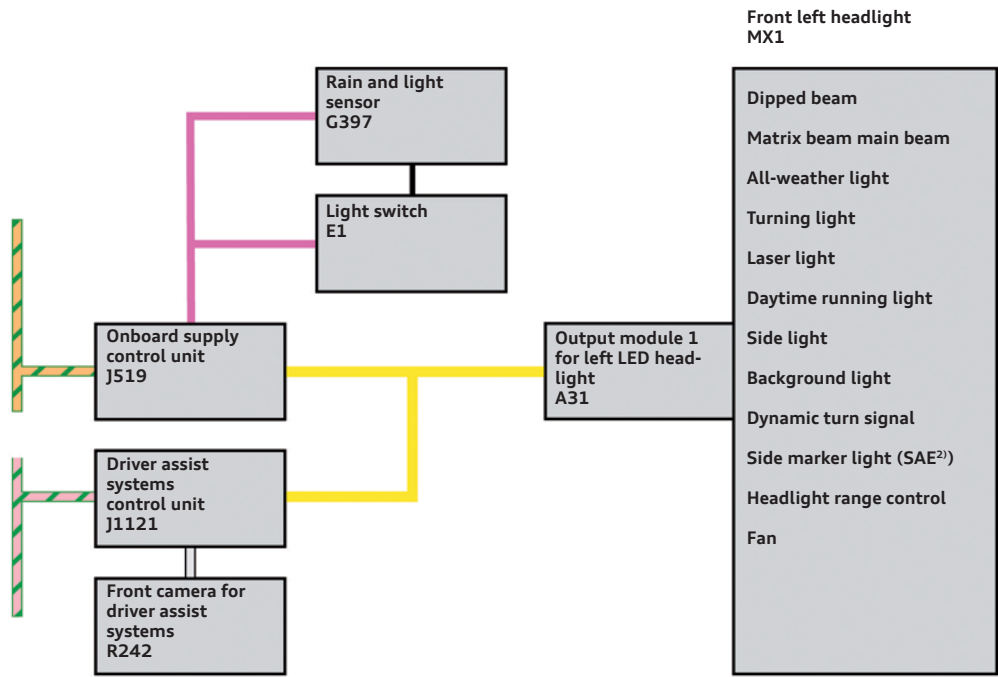 Front left headlight
MX1
Rain and light
sensor
G397
Light switch
E1
Onboard supply
control unit
J519
Driver assist
systems
control unit
J1121
Front camera for
driver assist
systems
R242
Output module 1
for left LED head-
light
A31
Dipped beam
Matrix beam main beam
All-weather light
Turning light
Laser light
Daytime running light
Side light
Background light
Dynamic turn signal
Side marker light (SAE²⁾)
Headlight range control
Fan